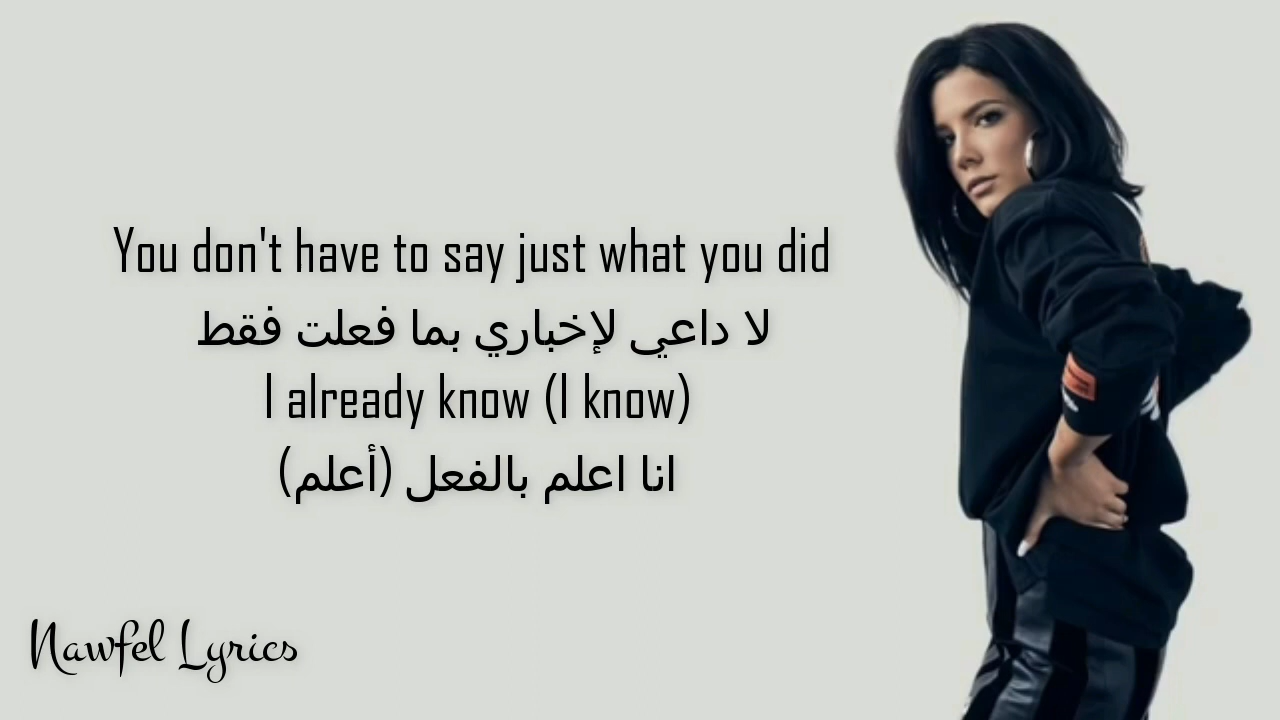 You don't have to say just what you did
لا داعي لإخباري بما فعلت فقط
I already know (I know)
انا اعلم بالفعل (أعلم)
Nawfel Lyrics